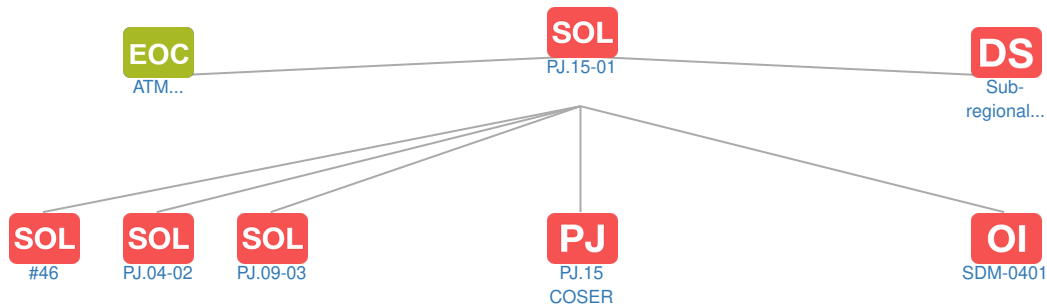 EOC
ATM...
SOL
PJ.15-01
DS
Sub-
regional...
SOL
#46
SOL
PJ.04-02
SOL
PJ.09-03
PJ
PJ.15
COSER
OI
SDM-0401